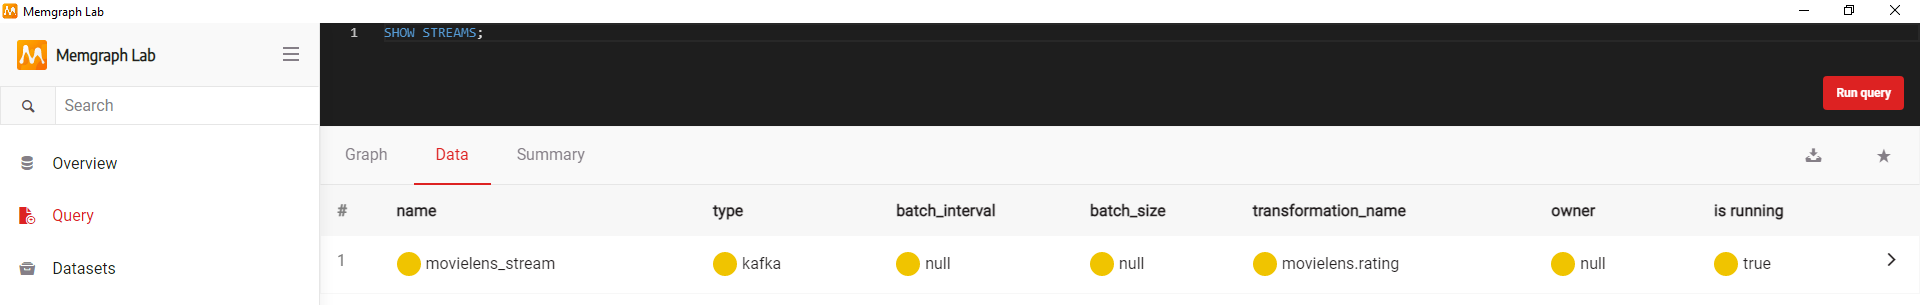 Memgraph Lab
Memgraph Lab
Search
Overview
Query
Datasets
1 SHOW STREAMS;
Run query
Graph Data Summary
# name type batch_interval batch_size transformation_name owner is running
1 movielens_stream kafka null null movielens.rating null true